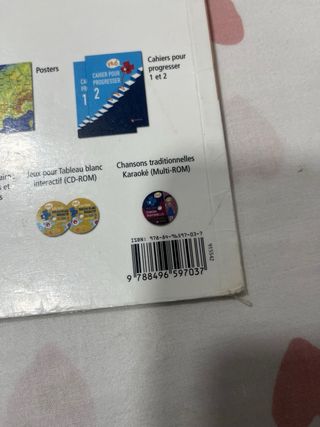 Posters
Cahiers pour
progresser
1 et 2
CAHIER POUR
PROGRESSER
1
2
Jeux pour Tableau blanc
interactif (CD-ROM)
Chansons traditionnelles
Karaoké (Multi-ROM)
ISBN: 978-84-96597-03-7
9 788496 597037